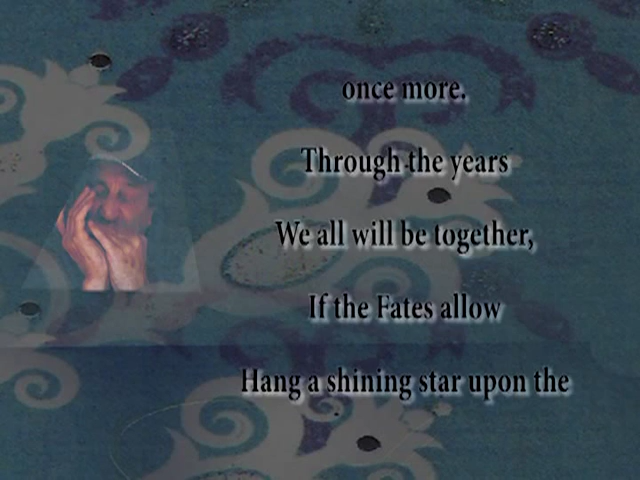 once more.
Through the years
We all will be together,
If the Fates allow
Hang a shining star upon the